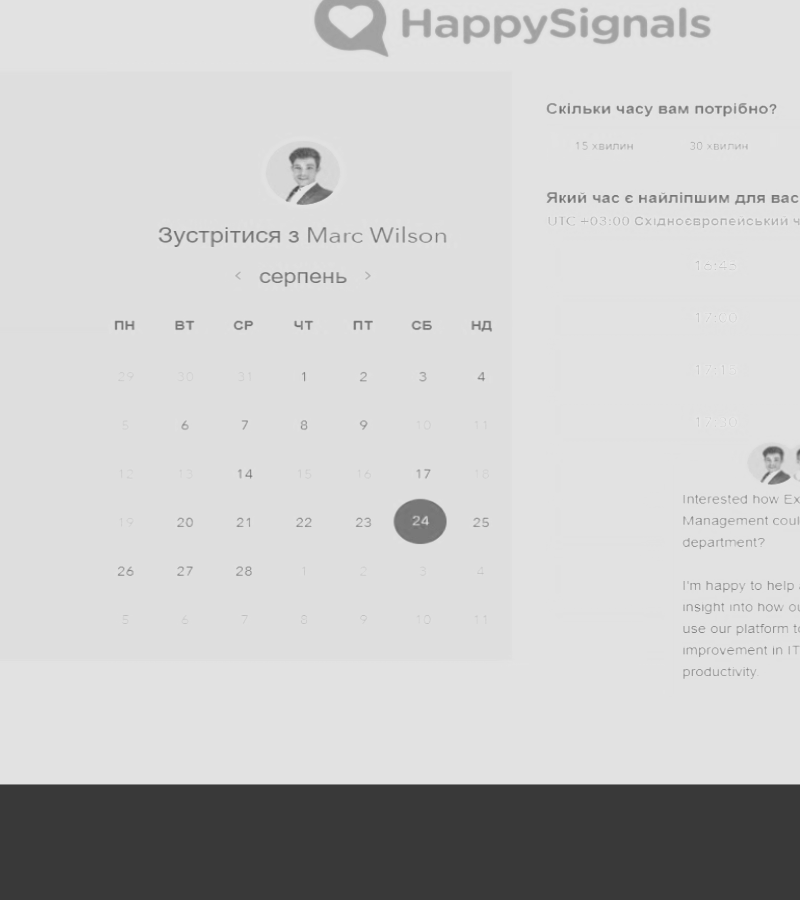 HappySignals
Зустрітися з Marc Wilson
< серпень >
ПН ВТ СР ЧТ ПТ СБ НД
29 30 31 1 2 3 4
5 6 7 8 9 10 11
12 13 14 15 16 17 18
19 20 21 22 23 24 25
26 27 28 1 2 3 4
5 6 7 8 9 10 11
Скільки часу вам потрібно?
15 хвилин 30 хвилин
Який час є найліпшим для вас
UTC +03:00 Східноєвропейський ч
16:45
17:00
17:15
Interested how Ex
Management coul
department?
I'm happy to help a
insight into how ou
use our platform to
improvement in IT
productivity.